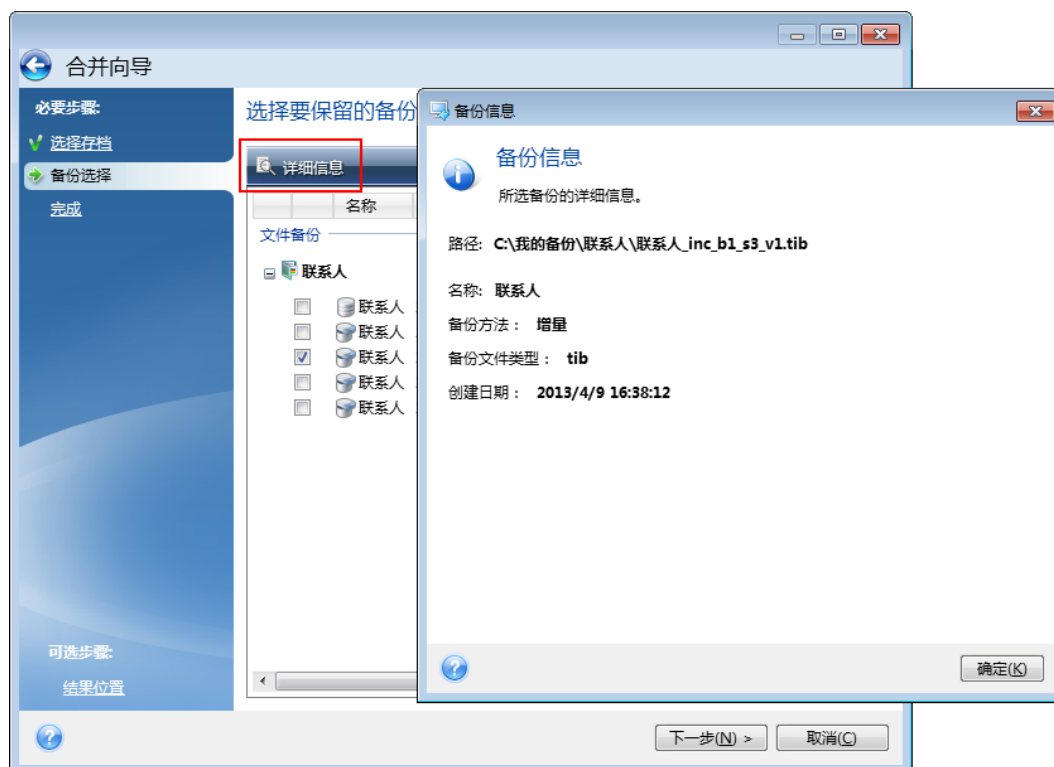 合并向导
必要步骤:
选择存档
备份选择
完成
可选步骤:
结果位置
选择要保留的备份
详细信息
名称
文件备份
联系人
联系人
联系人
联系人
联系人
联系人
备份信息
备份信息
所选备份的详细信息。
路径: C:\我的备份\联系人\联系人_inc_b1_s3_v1.tib
名称: 联系人
备份方法： 增量
备份文件类型： tib
创建日期： 2013/4/9 16:38:12
确定(K)
下一步(N) >
取消(C)